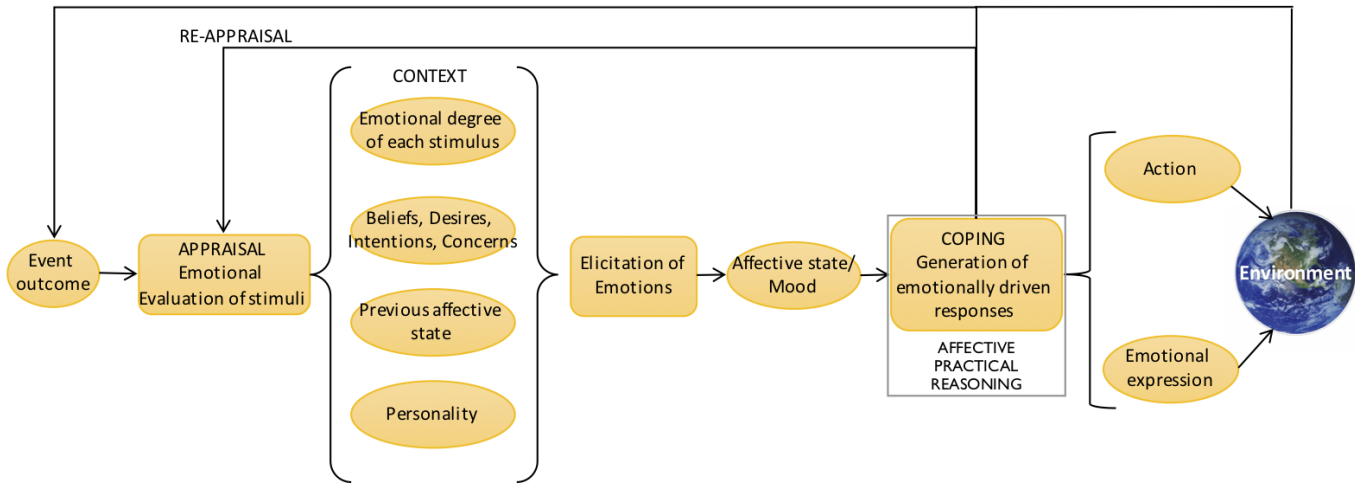 RE-APPRAISAL
CONTEXT
Emotional degree
of each stimulus
Beliefs, Desires,
Intentions, Concerns
Previous affective
state
Personality
Event
outcome
APPRAISAL
Emotional
Evaluation of stimuli
Elicitation of
Emotions
Affective state/
Mood
COPING
Generation of
emotionally driven
responses
AFFECTIVE
PRACTICAL
REASONING
Action
Emotional
expression
Environment